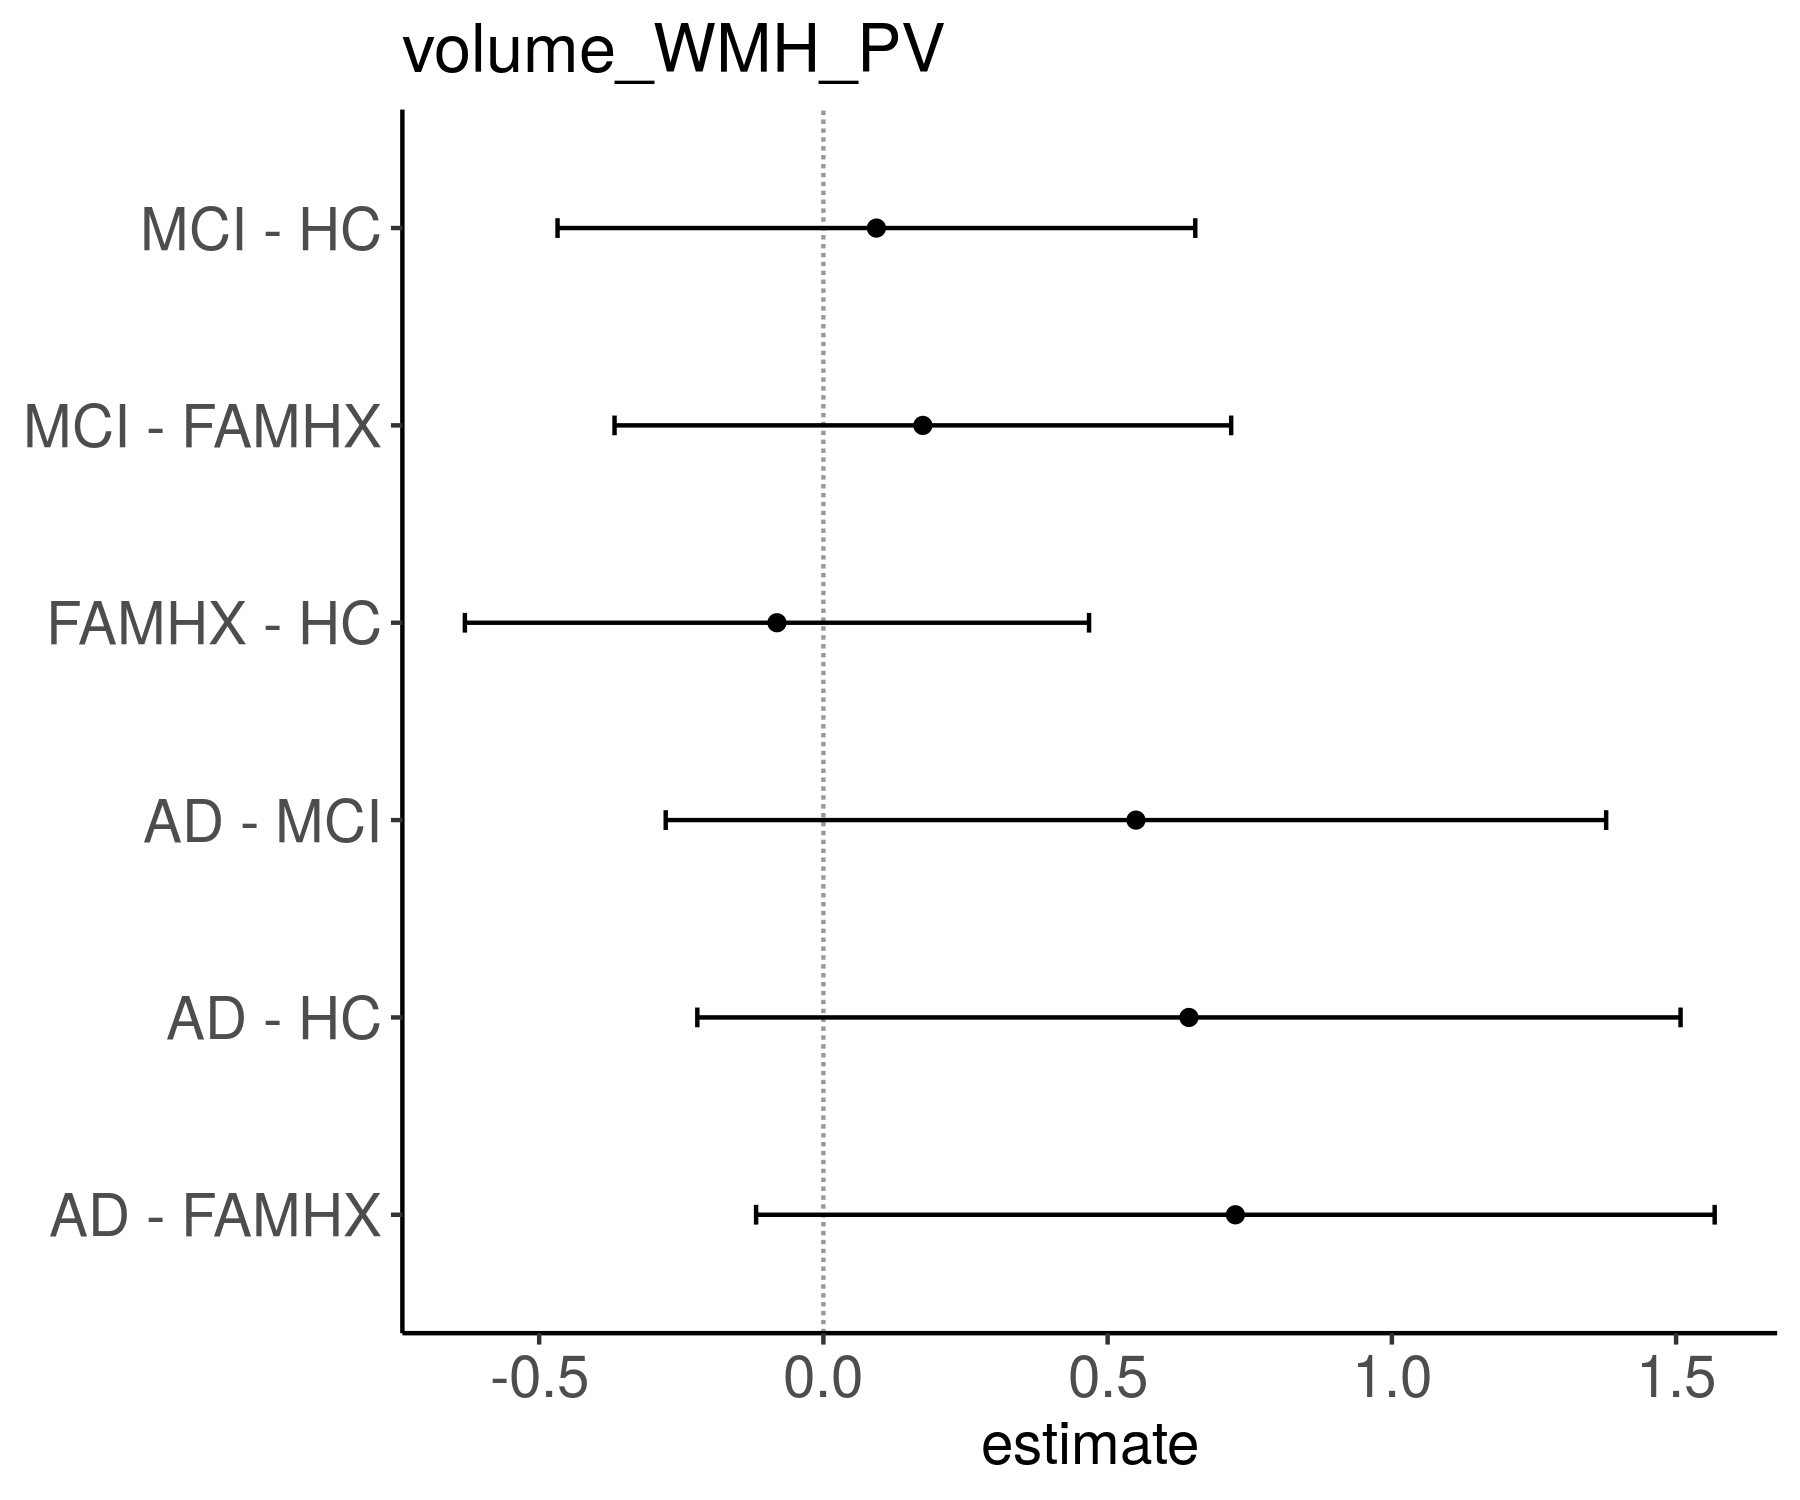 volume_WMH_PV
MCI - HC
MCI - FAMHX
FAMHX - HC
AD - MCI
AD - HC
AD - FAMHX
-0.5 0.0 0.5 1.0 1.5
estimate